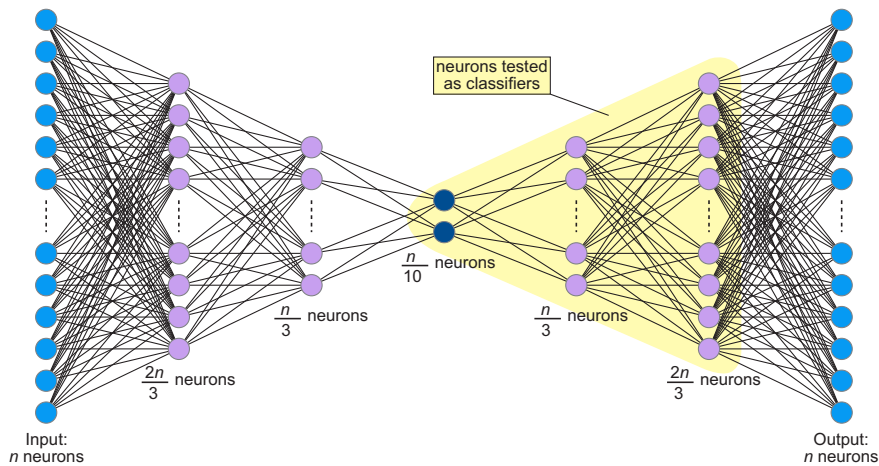 neurons tested
as classifiers
n/10 neurons
n/3 neurons
n/3 neurons
2n/3 neurons
2n/3 neurons
Input:
n neurons
Output:
n neurons